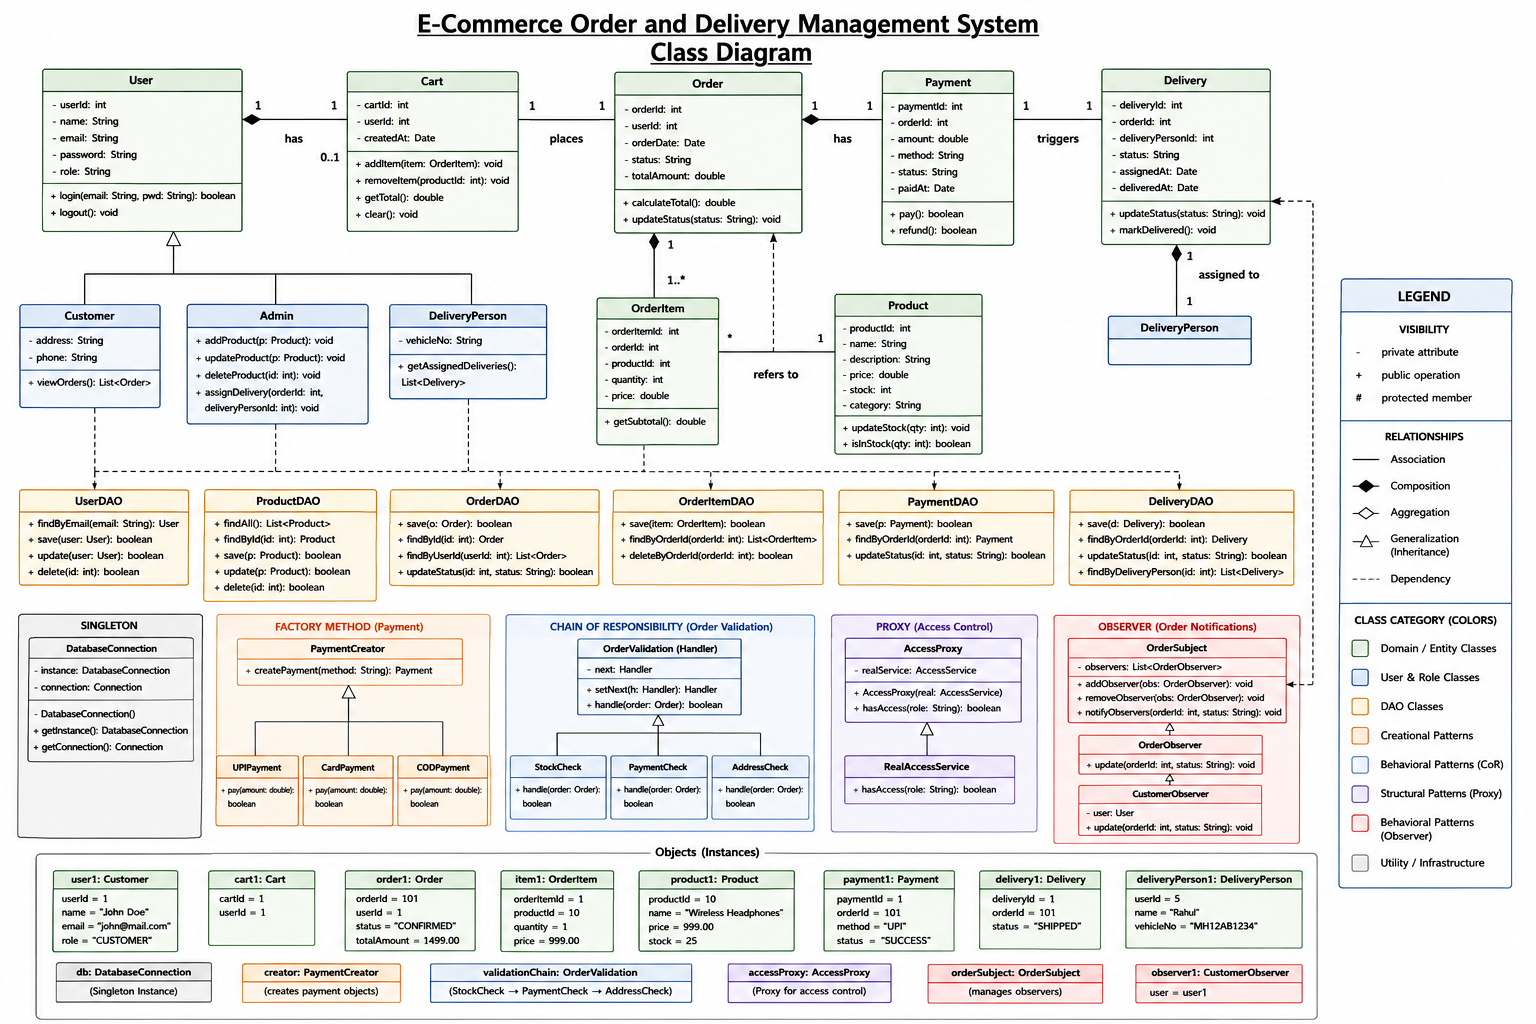 E-Commerce Order and Delivery Management System
Class Diagram
User
- userId: int
- name: String
- email: String
- password: String
- role: String
+ login(email: String, pwd: String): boolean
+ logout(): void
1
1
has
0..1
Cart
- cartId: int
- userId: int
- createdAt: Date
+ addItem(item: OrderItem): void
+ removeItem(productId: int): void
+ getTotal(): double
+ clear(): void
1
1
places
Order
- orderId: int
- userId: int
- orderDate: Date
- status: String
- totalAmount: double
+ calculateTotal(): double
+ updateStatus(status: String): void
1
1
has
Payment
- paymentId: int
- orderId: int
- amount: double
- method: String
- status: String
- paidAt: Date
+ pay(): boolean
+ refund(): boolean
1
1
triggers
Delivery
- deliveryId: int
- orderId: int
- deliveryPersonId: int
- status: String
- assignedAt: Date
- deliveredAt: Date
+ updateStatus(status: String): void
+ markDelivered(): void
1
assigned to
1
DeliveryPerson
Customer
- address: String
- phone: String
+ viewOrders(): List<Order>
Admin
+ addProduct(p: Product): void
+ updateProduct(p: Product): void
+ deleteProduct(id: int): void
+ assignDelivery(orderId: int,
deliveryPersonId: int): void
DeliveryPerson
- vehicleNo: String
+ getAssignedDeliveries():
List<Delivery>
1
1..*
OrderItem
- orderItemId: int
- orderId: int
- productId: int
- quantity: int
- price: double
+ getSubtotal(): double
*
1
refers to
Product
- productId: int
- name: String
- description: String
- price: double
- stock: int
- category: String
+ updateStock(qty: int): void
+ isInStock(qty: int): boolean
UserDAO
+ findByEmail(email: String): User
+ save(user: User): boolean
+ update(user: User): boolean
+ delete(id: int): boolean
ProductDAO
+ findAll(): List<Product>
+ findById(id: int): Product
+ save(p: Product): boolean
+ update(p: Product): boolean
+ delete(id: int): boolean
OrderDAO
+ save(o: Order): boolean
+ findById(id: int): Order
+ findByUserId(userId: int): List<Order>
+ updateStatus(id: int, status: String): boolean
OrderItemDAO
+ save(item: OrderItem): boolean
+ findByOrderId(orderId: int): List<OrderItem>
+ deleteByOrderId(orderId: int): boolean
PaymentDAO
+ save(p: Payment): boolean
+ findByOrderId(orderId: int): Payment
+ updateStatus(id: int, status: String): boolean
DeliveryDAO
+ save(d: Delivery): boolean
+ findByOrderId(orderId: int): Delivery
+ updateStatus(id: int, status: String): boolean
+ findByDeliveryPerson(id: int): List<Delivery>
SINGLETON
DatabaseConnection
- instance: DatabaseConnection
- connection: Connection
- DatabaseConnection()
+ getInstance(): DatabaseConnection
+ getConnection(): Connection
FACTORY METHOD (Payment)
PaymentCreator
+ createPayment(method: String): Payment
UPIPayment
+ pay(amount: double):
boolean
CardPayment
+ pay(amount: double):
boolean
CODPayment
+ pay(amount: double):
boolean
CHAIN OF RESPONSIBILITY (Order Validation)
OrderValidation (Handler)
- next: Handler
+ setNext(h: Handler): Handler
+ handle(order: Order): boolean
StockCheck
+ handle(order: Order):
boolean
PaymentCheck
+ handle(order: Order):
boolean
AddressCheck
+ handle(order: Order):
boolean
PROXY (Access Control)
AccessProxy
- realService: AccessService
+ AccessProxy(real: AccessService)
+ hasAccess(role: String): boolean
RealAccessService
+ hasAccess(role: String): boolean
OBSERVER (Order Notifications)
OrderSubject
- observers: List<OrderObserver>
+ addObserver(obs: OrderObserver): void
+ removeObserver(obs: OrderObserver): void
+ notifyObservers(orderId: int, status: String): void
OrderObserver
+ update(orderId: int, status: String): void
CustomerObserver
- user: User
+ update(orderId: int, status: String): void
LEGEND
VISIBILITY
- private attribute
+ public operation
# protected member
RELATIONSHIPS
Association
Composition
Aggregation
Generalization
(Inheritance)
Dependency
CLASS CATEGORY (COLORS)
Domain / Entity Classes
User & Role Classes
DAO Classes
Creational Patterns
Behavioral Patterns (CoR)
Structural Patterns (Proxy)
Behavioral Patterns
(Observer)
Utility / Infrastructure
Objects (Instances)
user1: Customer
userId = 1
name = "John Doe"
email = "john@mail.com"
role = "CUSTOMER"
cart1: Cart
cartId = 1
userId = 1
order1: Order
orderId = 101
userId = 1
status = "CONFIRMED"
totalAmount = 1499.00
item1: OrderItem
orderItemId = 1
productId = 10
quantity = 1
price = 999.00
product1: Product
productId = 10
name = "Wireless Headphones"
price = 999.00
stock = 25
payment1: Payment
paymentId = 1
orderId = 101
method = "UPI"
status = "SUCCESS"
delivery1: Delivery
deliveryId = 1
orderId = 101
status = "SHIPPED"
deliveryPerson1: DeliveryPerson
userId = 5
name = "Rahul"
vehicleNo = "MH12AB1234"
db: DatabaseConnection
(Singleton Instance)
creator: PaymentCreator
(creates payment objects)
validationChain: OrderValidation
(StockCheck → PaymentCheck → AddressCheck)
accessProxy: AccessProxy
(Proxy for access control)
orderSubject: OrderSubject
(manages observers)
observer1: CustomerObserver
user = user1